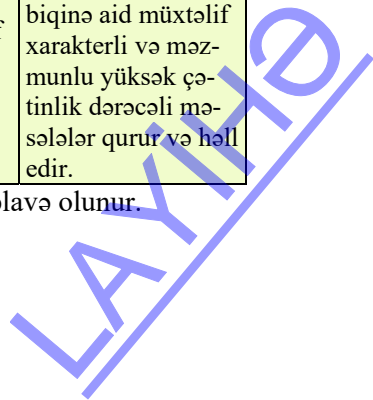 biqinə aid müxtəlif
xarakterli və məz-
munlu yüksək çə-
tinlik dərəcəli mə-
sələlər qurur və həll
edir.
olunur.
LAYİHƏ